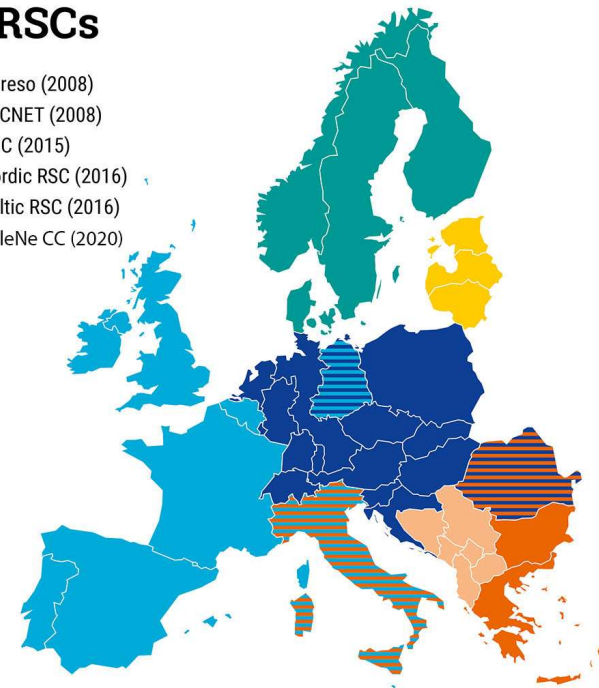 RSCs
reso (2008)
CNET (2008)
C (2015)
rdic RSC (2016)
ltic RSC (2016)
leNe CC (2020)